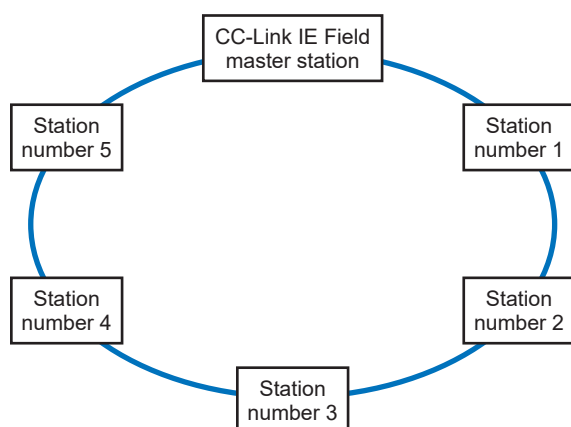 CC-Link IE Field
master station
Station
number 5
Station
number 1
Station
number 4
Station
number 2
Station
number 3